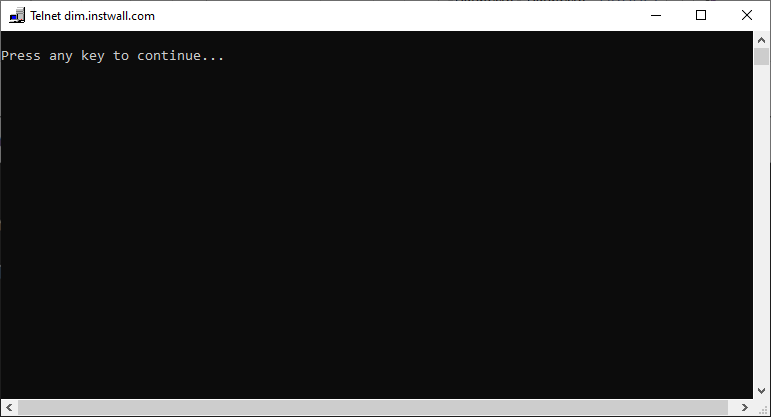 Telnet dim.instwall.com
Press any key to continue...